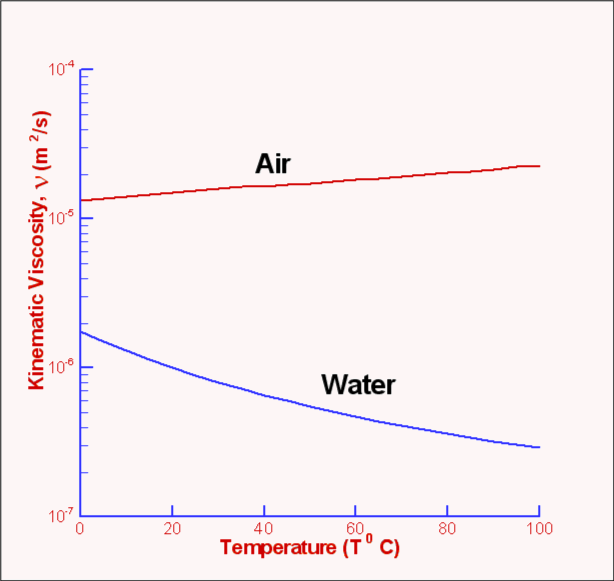 10-4
Air
10-5
Kinematic Viscosity, ν (m 2/s)
10-6
Water
10-7
0 20 40 60 80 100
Temperature (T 0 C)